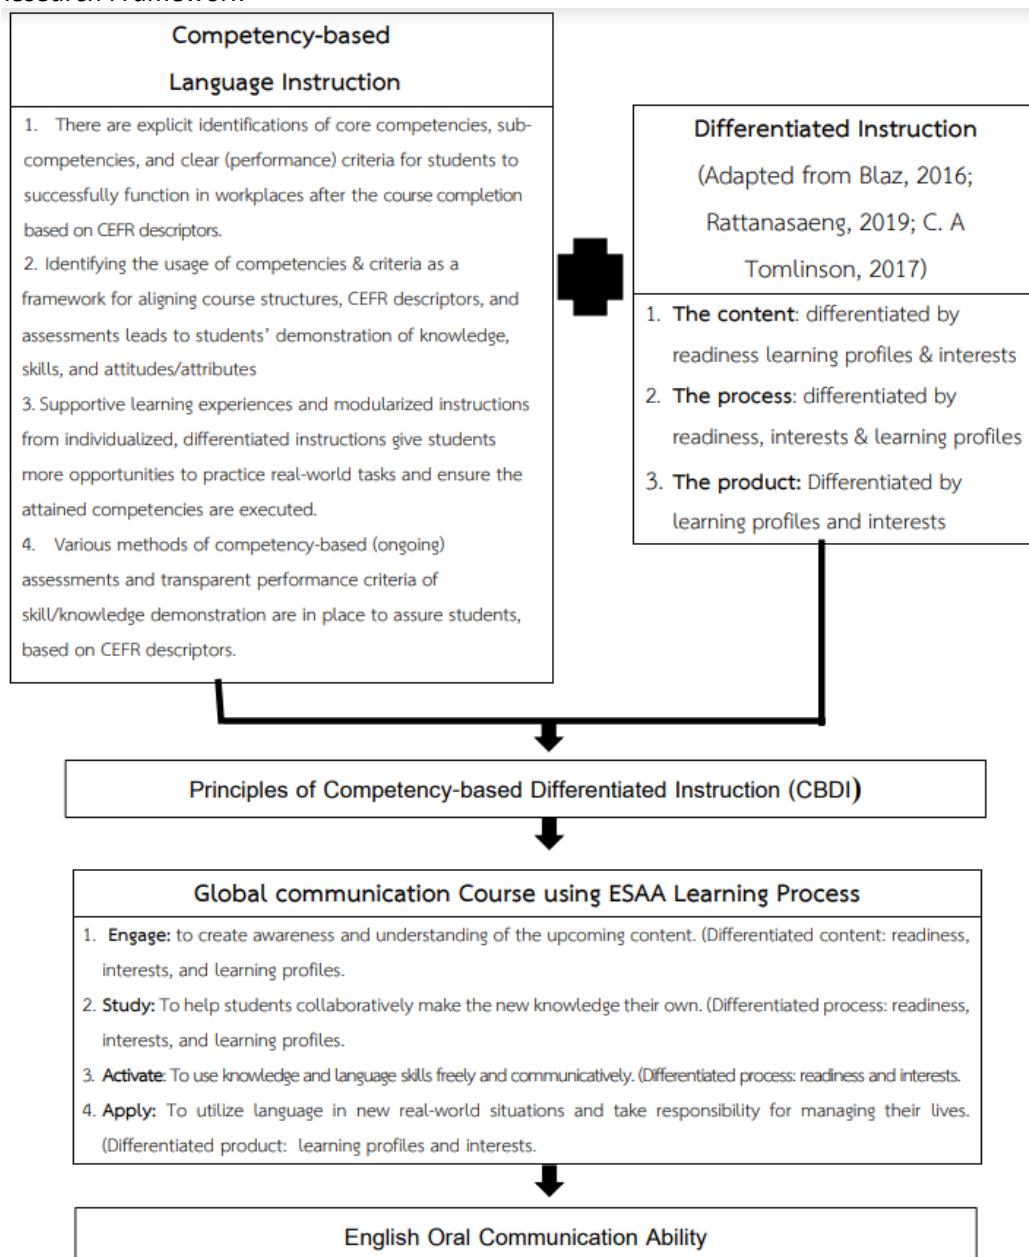 Research Framework
Competency-based
Language Instruction
1. There are explicit identifications of core competencies, sub-
competencies, and clear (performance) criteria for students to
successfully function in workplaces after the course completion
based on CEFR descriptors.
2. Identifying the usage of competencies & criteria as a
framework for aligning course structures, CEFR descriptors, and
assessments leads to students’ demonstration of knowledge,
skills, and attitudes/attributes
3. Supportive learning experiences and modularized instructions
from individualized, differentiated instructions give students
more opportunities to practice real-world tasks and ensure the
attained competencies are executed.
4. Various methods of competency-based (ongoing)
assessments and transparent performance criteria of
skill/knowledge demonstration are in place to assure students,
based on CEFR descriptors.
Differentiated Instruction
(Adapted from Blaz, 2016;
Rattanasaeng, 2019; C. A
Tomlinson, 2017)
1. The content: differentiated by
readiness learning profiles & interests
2. The process: differentiated by
readiness, interests & learning profiles
3. The product: Differentiated by
learning profiles and interests
Principles of Competency-based Differentiated Instruction (CBDI)
Global communication Course using ESAA Learning Process
1. Engage: to create awareness and understanding of the upcoming content. (Differentiated content: readiness,
interests, and learning profiles.
2. Study: To help students collaboratively make the new knowledge their own. (Differentiated process: readiness,
interests, and learning profiles.
3. Activate: To use knowledge and language skills freely and communicatively. (Differentiated process: readiness and interests.
4. Apply: To utilize language in new real-world situations and take responsibility for managing their lives.
(Differentiated product: learning profiles and interests.
English Oral Communication Ability